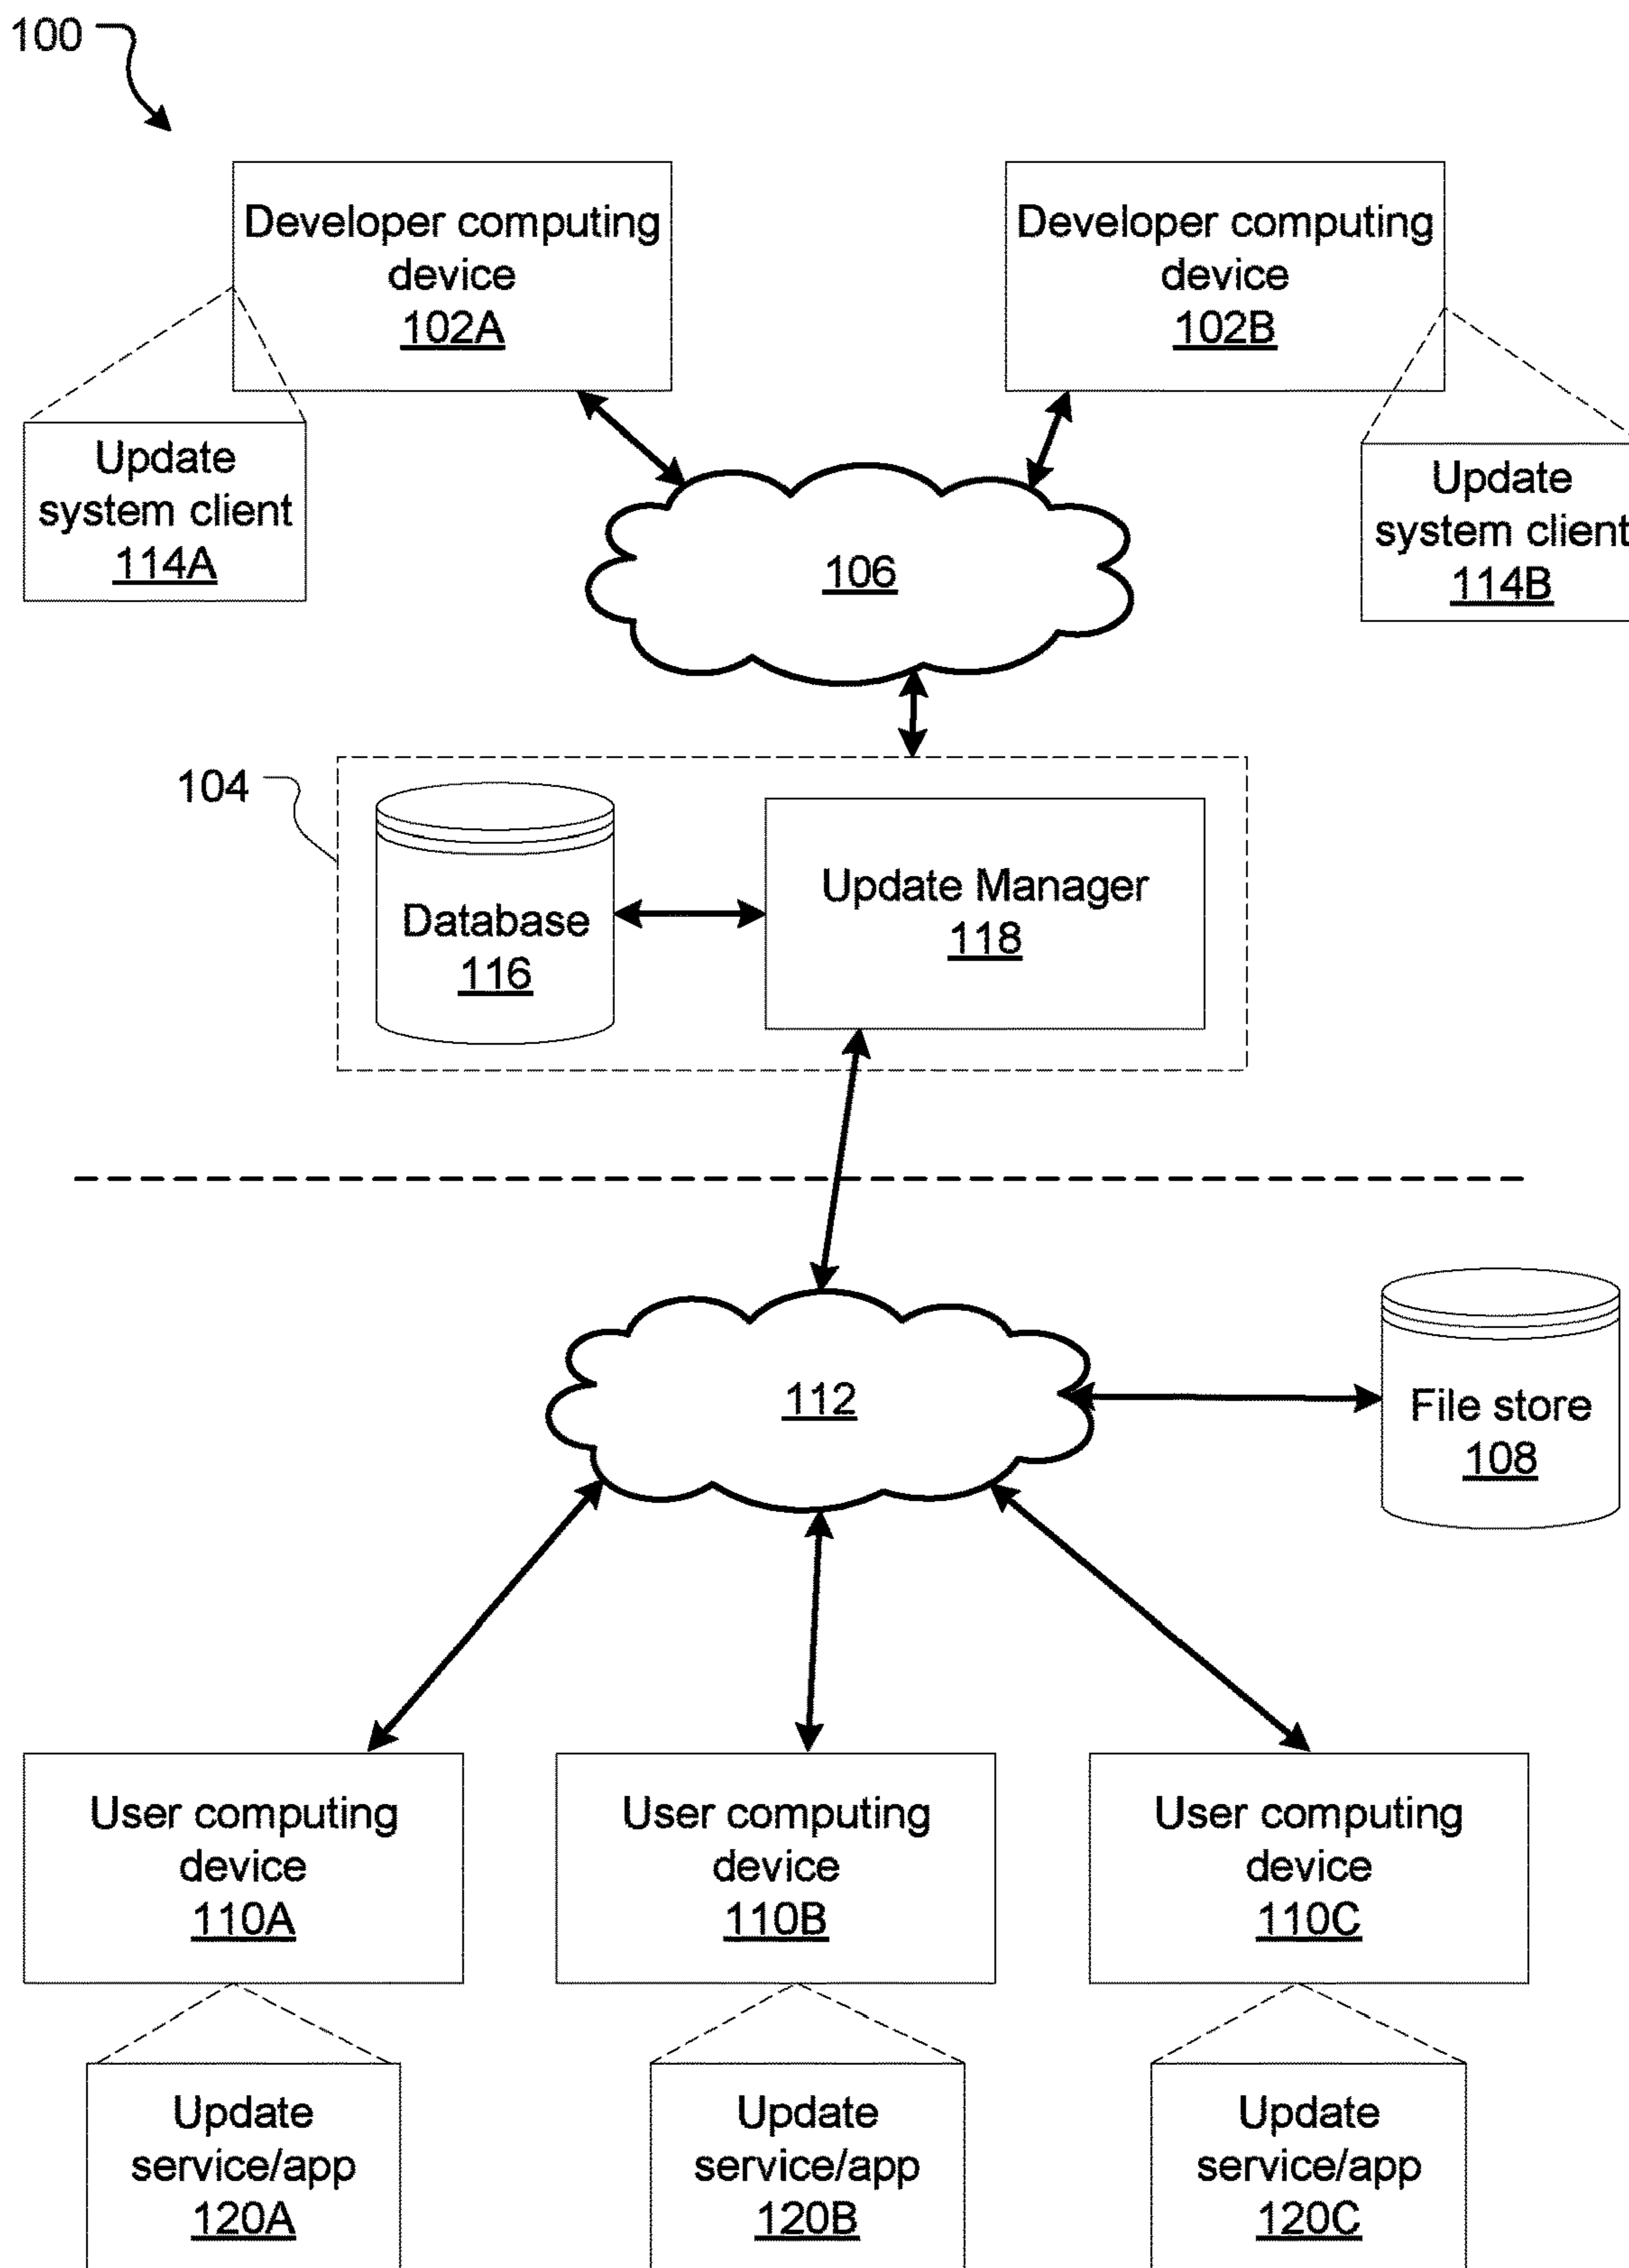 100
Developer computing
device
102A
Developer computing
device
102B
Update
system client
114A
Update
system client
114B
106
104
Database
116
Update Manager
118
112
File store
108
User computing
device
110A
User computing
device
110B
User computing
device
110C
Update
service/app
120A
Update
service/app
120B
Update
service/app
120C